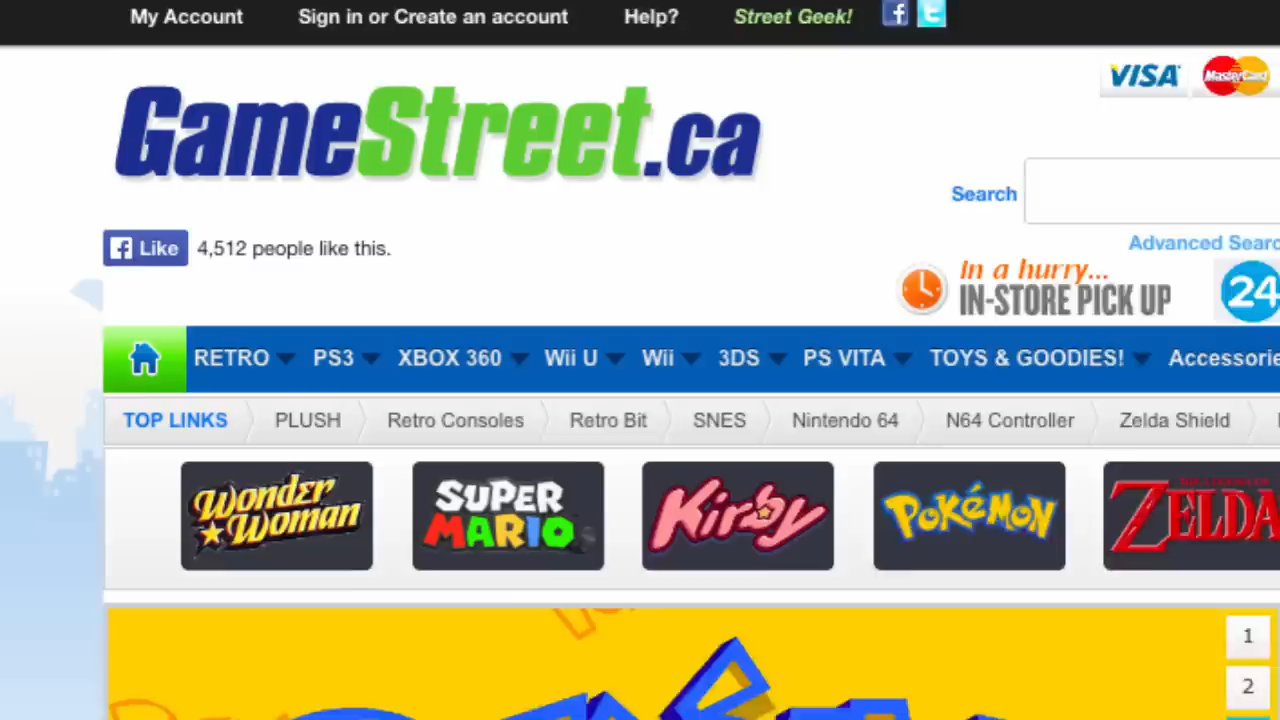 My Account Sign in or Create an account Help? Street Geek!
VISA MasterCard
GameStreet.ca
Search
Like 4,512 people like this.
Advanced Searc
In a hurry...
IN-STORE PICK UP
24
RETRO PS3 XBOX 360 Wii U Wii 3DS PS VITA TOYS & GOODIES! Accessorie
TOP LINKS PLUSH Retro Consoles Retro Bit SNES Nintendo 64 N64 Controller Zelda Shield
Wonder Woman SUPER MARIO Kirby POKéMON THE LEGEND OF ZELDA
1
2